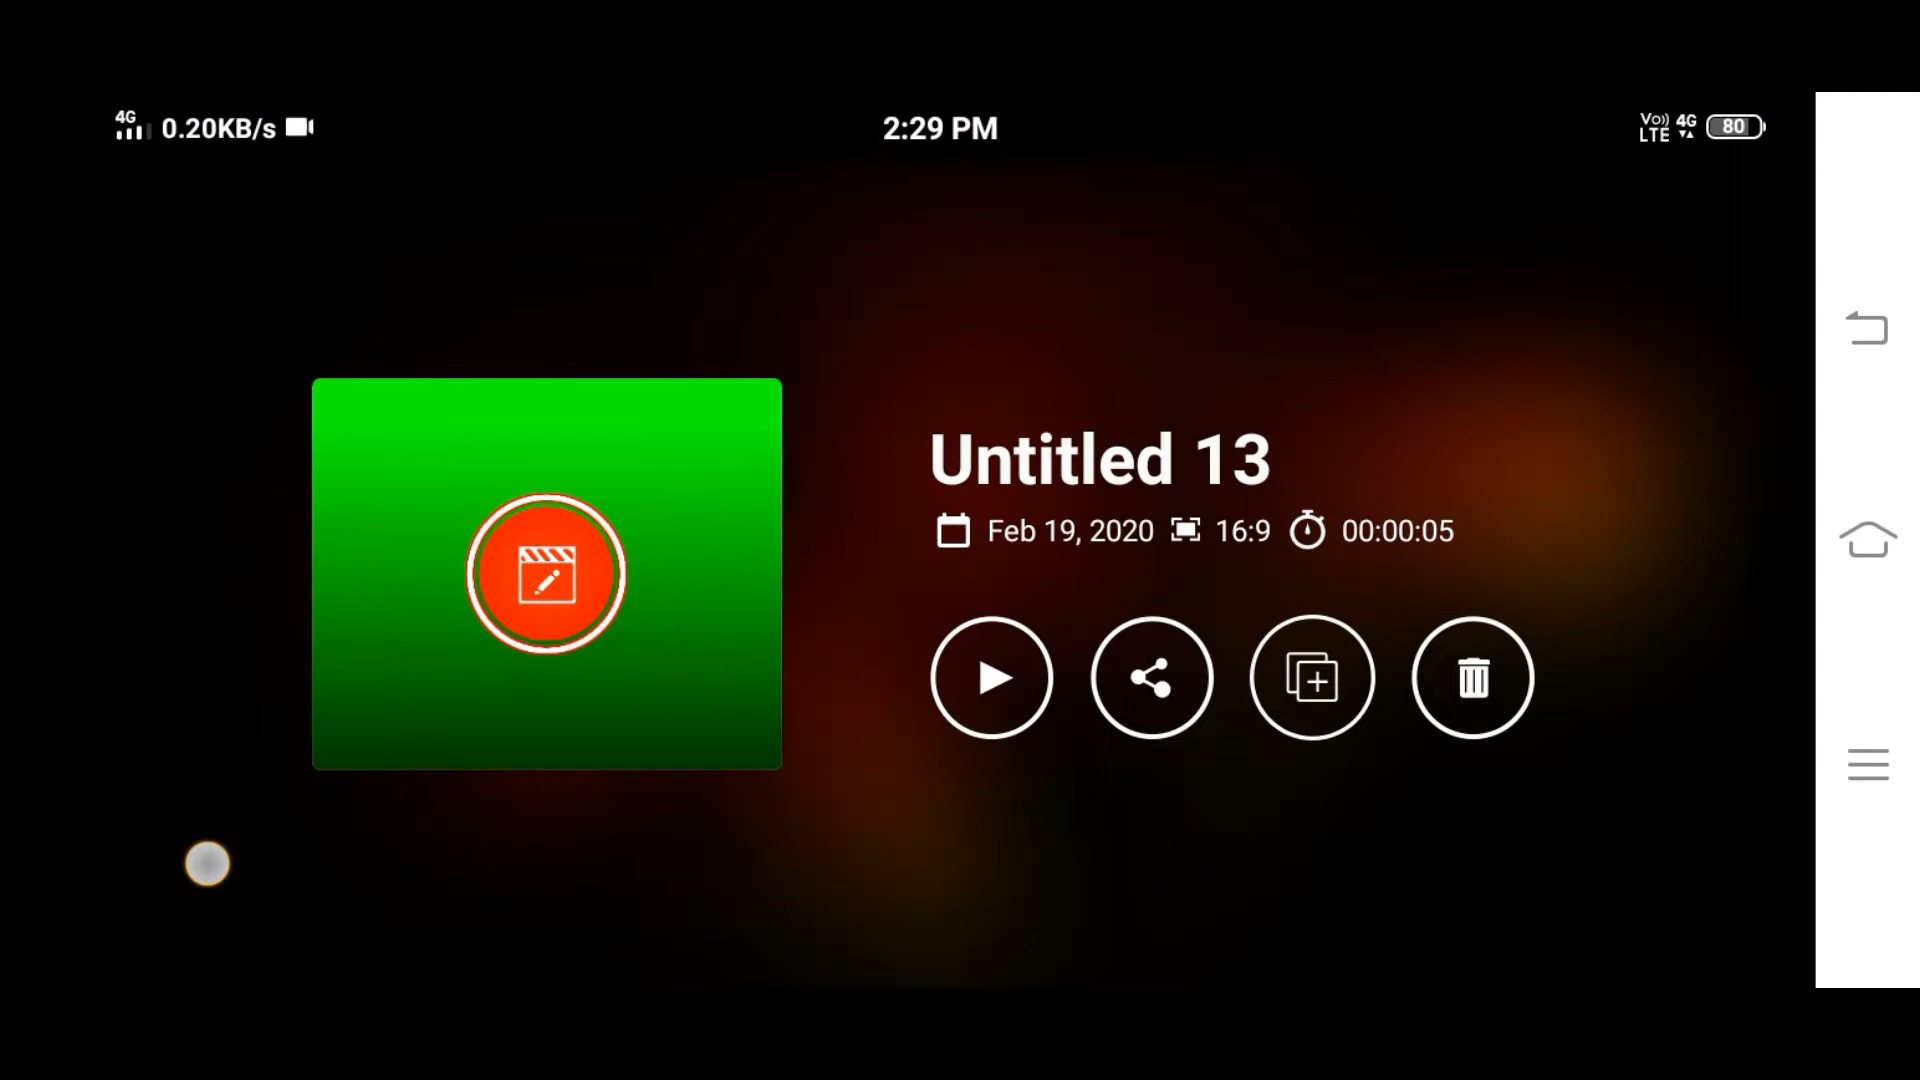 4G 0.20KB/s 2:29 PM Vo)) LTE 4G 80
Untitled 13
Feb 19, 2020 16:9 00:00:05